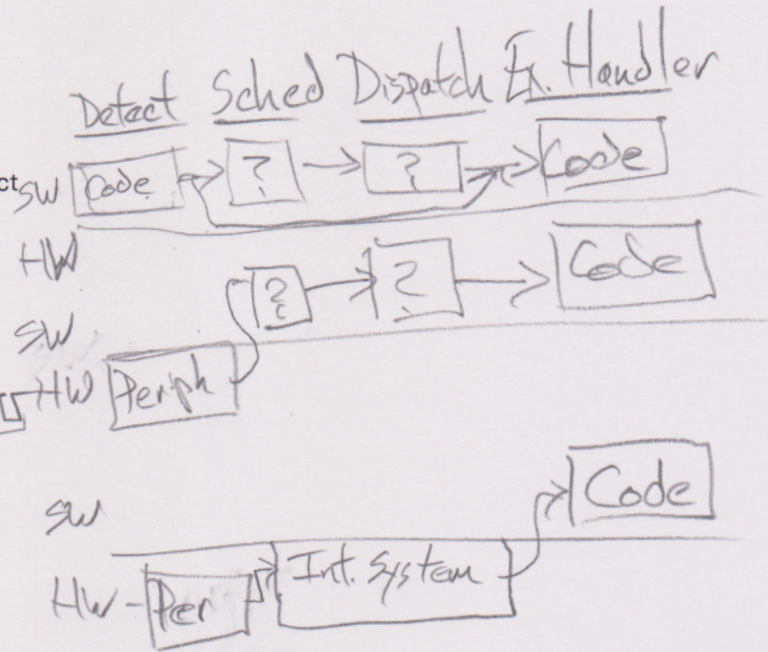 Detect Sched Dispatch Ex. Handler
ct
SW Code ? ? Code
HW
? ? Code
SW
HW Periph
Code
SW
Int. System
HW Per